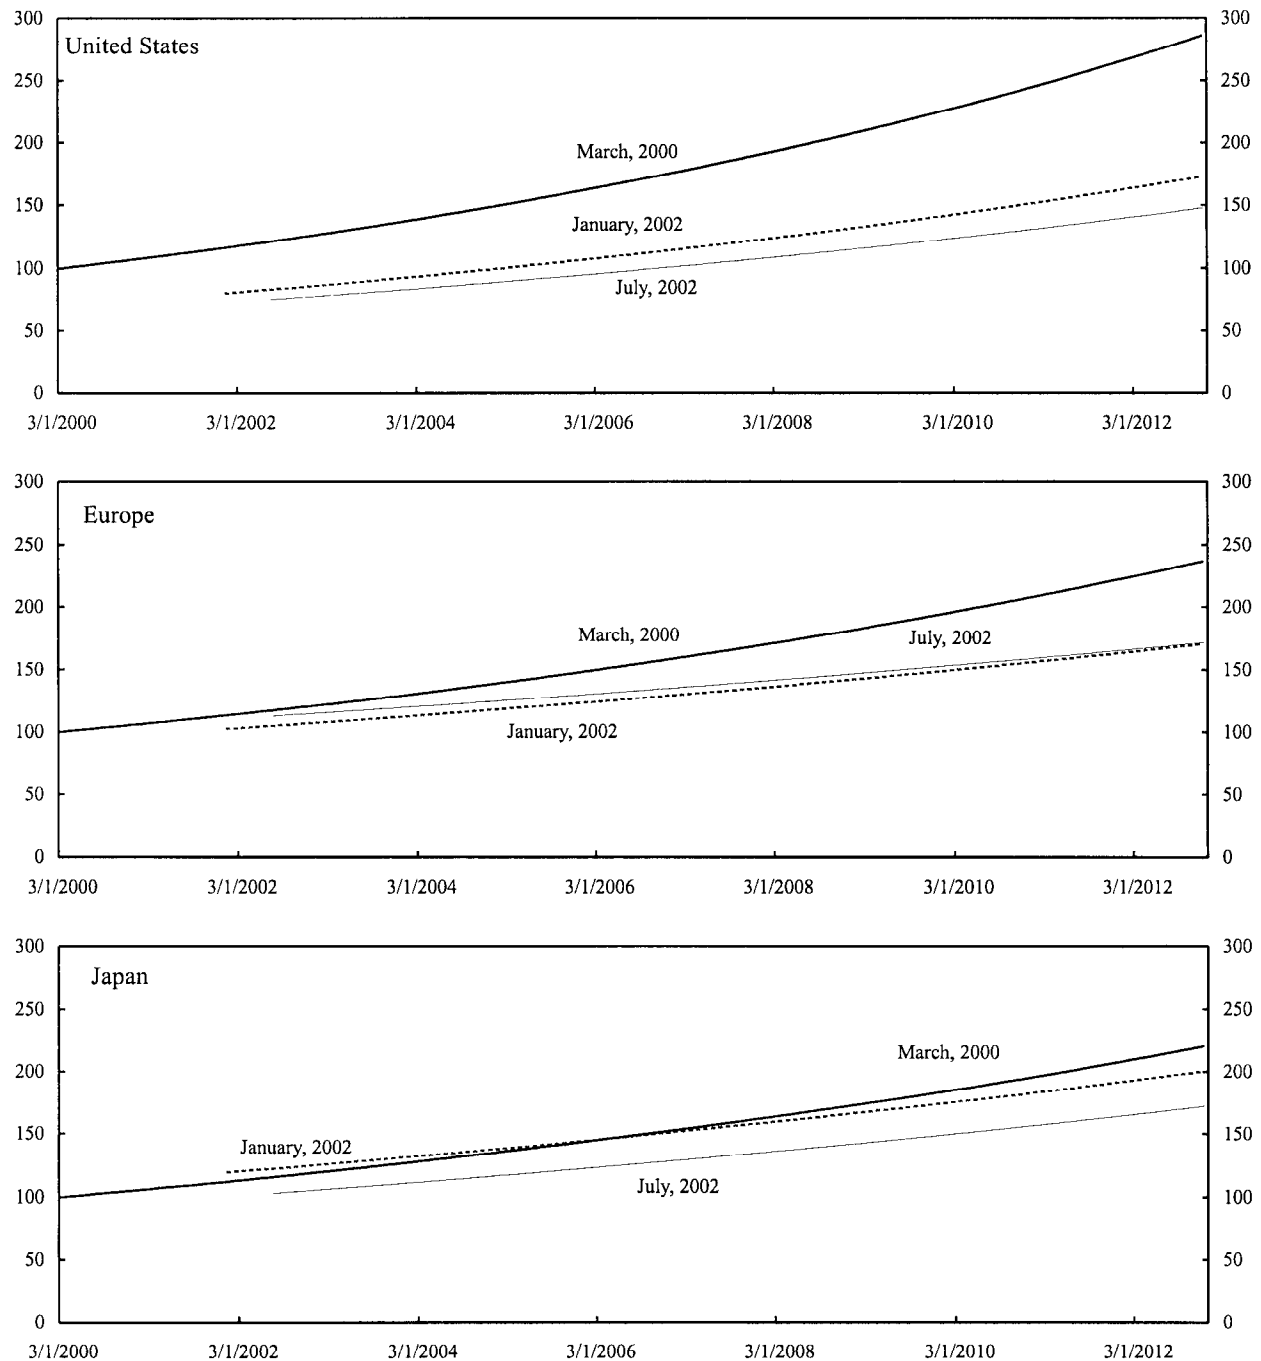 300 300
United States
250 250
200 March, 2000 200
150 January, 2002 150
100 100
July, 2002
50 50
0 0
3/1/2000 3/1/2002 3/1/2004 3/1/2006 3/1/2008 3/1/2010 3/1/2012
300 300
Europe
250 250
200 200
March, 2000 July, 2002
150 150
100 January, 2002 100
50 50
0 0
3/1/2000 3/1/2002 3/1/2004 3/1/2006 3/1/2008 3/1/2010 3/1/2012
300 300
Japan
250 250
March, 2000
200 200
150 150
January, 2002
July, 2002
100 100
50 50
0 0
3/1/2000 3/1/2002 3/1/2004 3/1/2006 3/1/2008 3/1/2010 3/1/2012